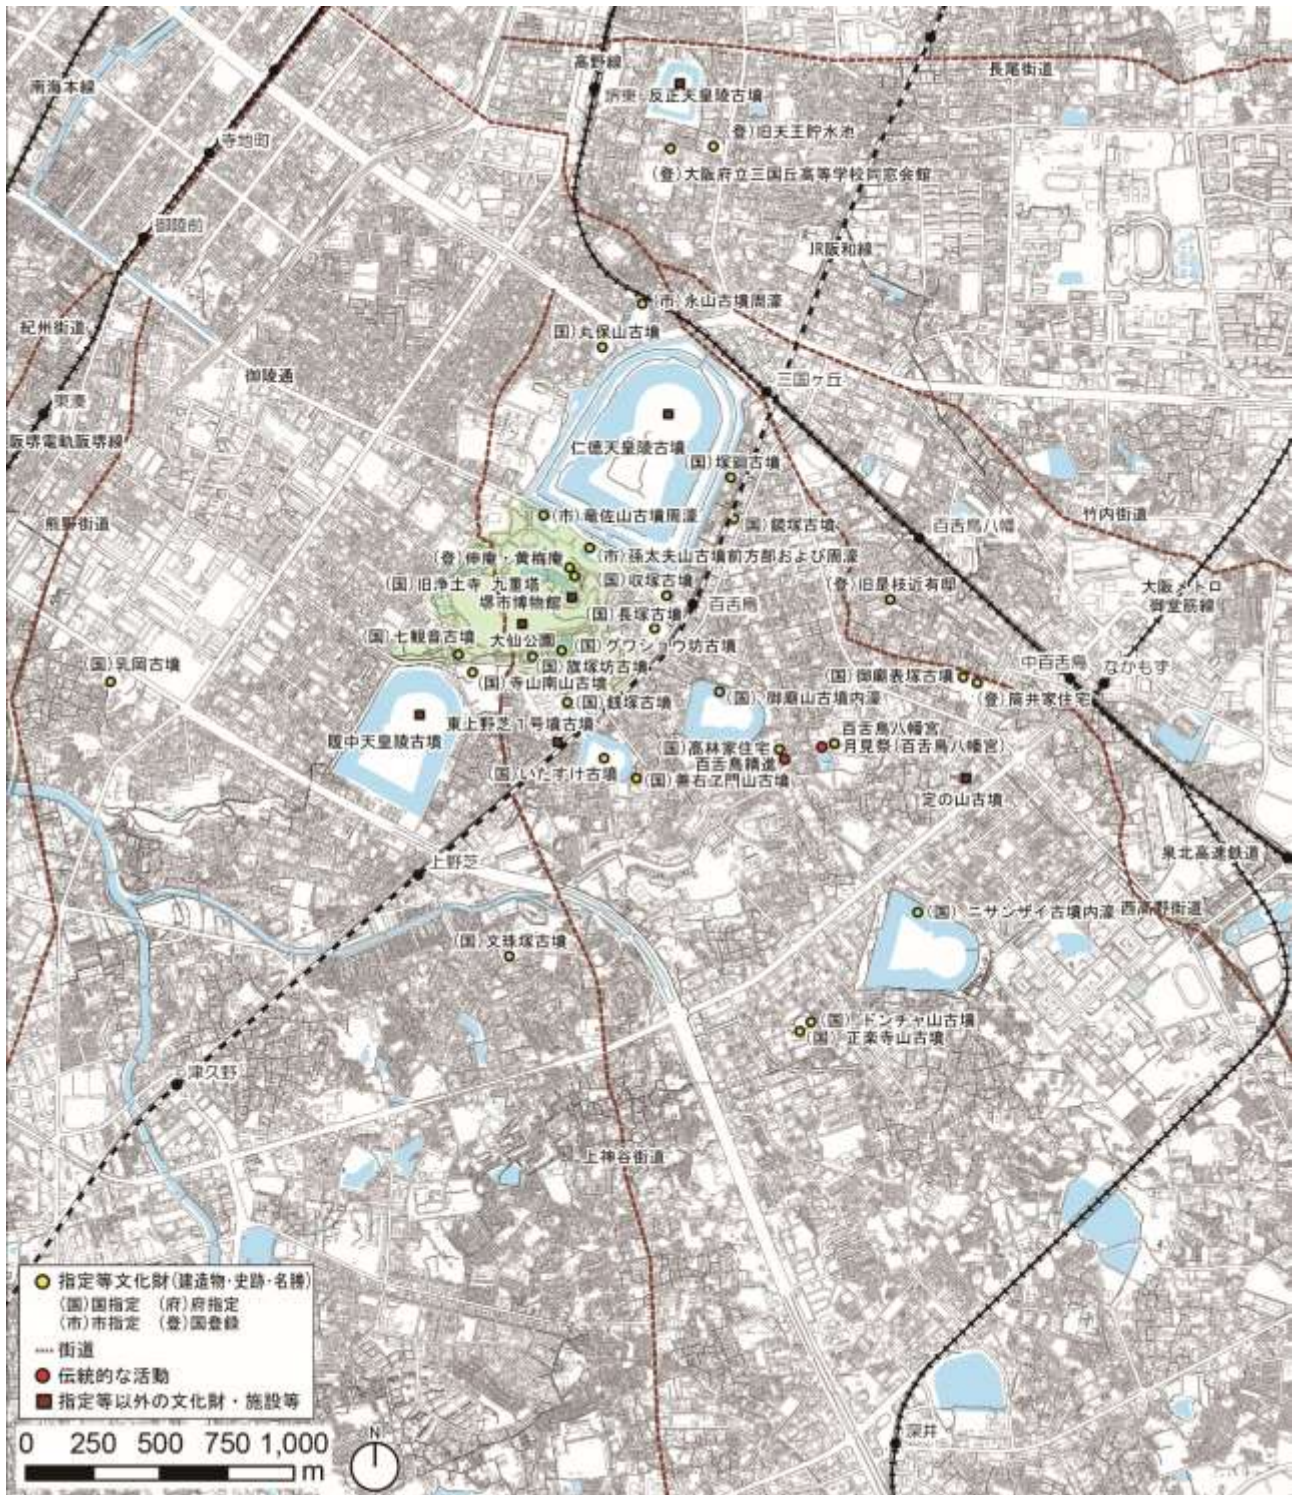 高野線
長尾街道
南海本線
堺東
反正天皇陵古墳
(登)旧天王貯水池
寺地町
(登)大阪府立三国丘高等学校同窓会館
御陵前
JR阪和線
(市)永山古墳周濠
紀州街道
(国)丸保山古墳
御陵通
三国ヶ丘
東湊
阪堺電軌阪堺線
仁徳天皇陵古墳
(国)塚廻古墳
(市)竜佐山古墳周濠
(国)鏡塚古墳
竹内街道
熊野街道
百舌鳥八幡
(市)孫太夫山古墳前方部および周濠
(登)伸庵・黄梅庵
(国)旧浄土寺 九重塔
(国)収塚古墳
(登)旧是枝近有邸
大阪メトロ
御堂筋線
堺市博物館
(国)長塚古墳
百舌鳥
大仙公園
(国)七観音古墳
(国)グワショウ坊古墳
(国)旗塚坊古墳
(国)乳岡古墳
(国)寺山南山古墳
中百舌鳥
なかもず
(国)御廟表塚古墳
(登)筒井家住宅
(国)銭塚古墳
(国)御廟山古墳内濠
東上野芝1号墳古墳
履中天皇陵古墳
百舌鳥八幡宮
月見祭(百舌鳥八幡宮)
(国)高林家住宅
百舌鳥精進
(国)いたすけ古墳
(国)善右ヱ門山古墳
定の山古墳
上野芝
泉北高速鉄道
(国)ニサンザイ古墳内濠
西高野街道
(国)文珠塚古墳
(国)ドンチャ山古墳
(国)正楽寺山古墳
津久野
上神谷街道
指定等文化財(建造物・史跡・名勝)
(国)国指定 (府)府指定
(市)市指定 (登)国登録
街道
伝統的な活動
指定等以外の文化財・施設等
0 250 500 750 1,000
m
N
深井